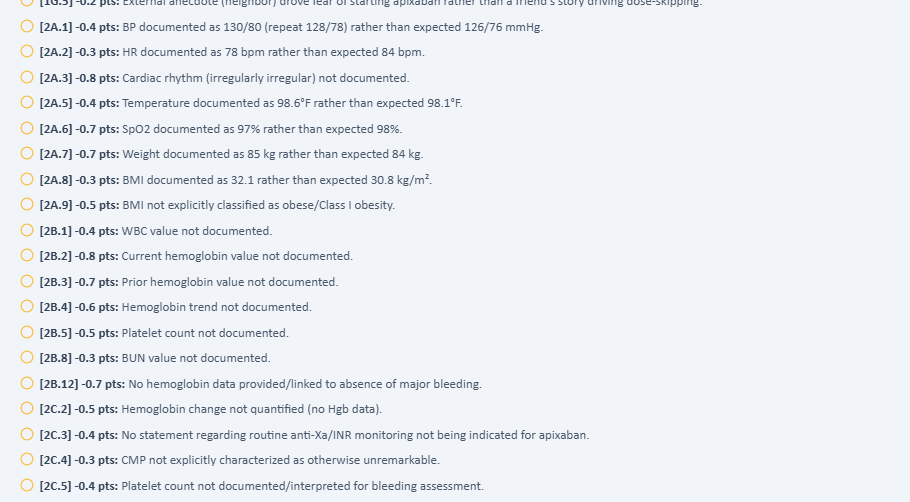 [1G.5] -0.2 pts: External anecdote (neighbor) drove fear of starting apixaban rather than a friend's story driving dose-skipping.
[2A.1] -0.4 pts: BP documented as 130/80 (repeat 128/78) rather than expected 126/76 mmHg.
[2A.2] -0.3 pts: HR documented as 78 bpm rather than expected 84 bpm.
[2A.3] -0.8 pts: Cardiac rhythm (irregularly irregular) not documented.
[2A.5] -0.4 pts: Temperature documented as 98.6°F rather than expected 98.1°F.
[2A.6] -0.7 pts: SpO2 documented as 97% rather than expected 98%.
[2A.7] -0.7 pts: Weight documented as 85 kg rather than expected 84 kg.
[2A.8] -0.3 pts: BMI documented as 32.1 rather than expected 30.8 kg/m².
[2A.9] -0.5 pts: BMI not explicitly classified as obese/Class I obesity.
[2B.1] -0.4 pts: WBC value not documented.
[2B.2] -0.8 pts: Current hemoglobin value not documented.
[2B.3] -0.7 pts: Prior hemoglobin value not documented.
[2B.4] -0.6 pts: Hemoglobin trend not documented.
[2B.5] -0.5 pts: Platelet count not documented.
[2B.8] -0.3 pts: BUN value not documented.
[2B.12] -0.7 pts: No hemoglobin data provided/linked to absence of major bleeding.
[2C.2] -0.5 pts: Hemoglobin change not quantified (no Hgb data).
[2C.3] -0.4 pts: No statement regarding routine anti-Xa/INR monitoring not being indicated for apixaban.
[2C.4] -0.3 pts: CMP not explicitly characterized as otherwise unremarkable.
[2C.5] -0.4 pts: Platelet count not documented/interpreted for bleeding assessment.